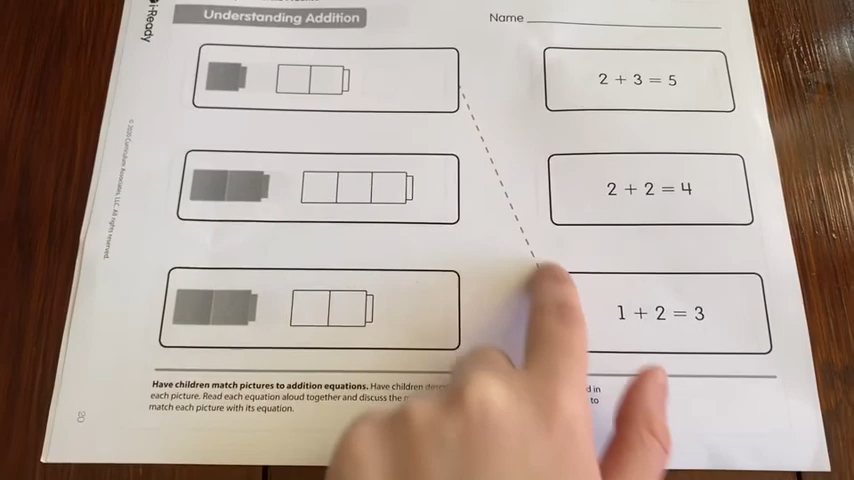 i-Ready
Understanding Addition
Name
2 + 3 = 5
2 + 2 = 4
1 + 2 = 3
© 2020 Curriculum Associates, LLC. All rights reserved.
Have children match pictures to addition equations. Have children
each picture. Read each equation aloud together and discuss the
match each picture with its equation.
d in
to
20